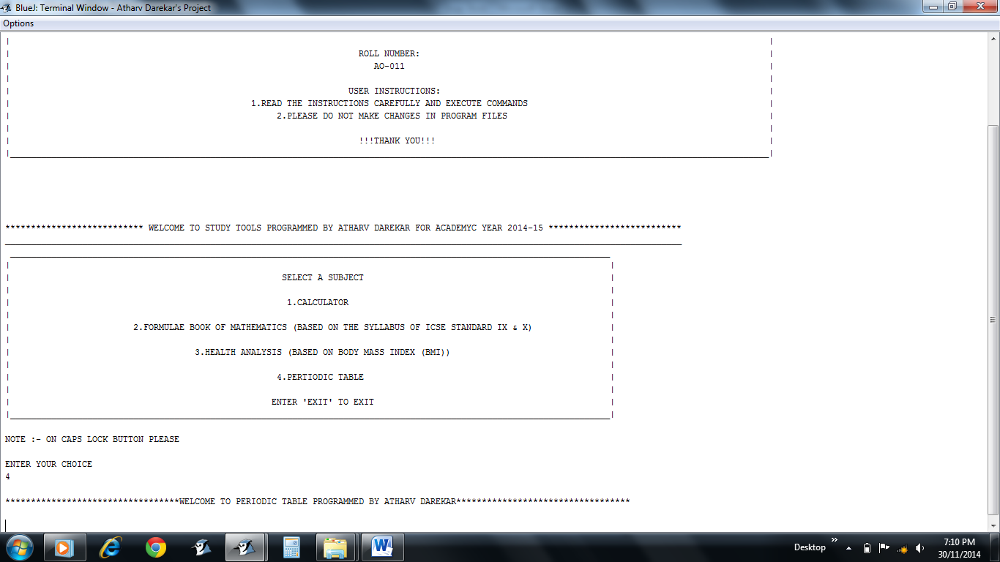 BlueJ: Terminal Window - Atharv Darekar's Project
Options
ROLL NUMBER:
AO-011
USER INSTRUCTIONS:
1.READ THE INSTRUCTIONS CAREFULLY AND EXECUTE COMMANDS
2.PLEASE DO NOT MAKE CHANGES IN PROGRAM FILES
!!!THANK YOU!!!
*************************** WELCOME TO STUDY TOOLS PROGRAMMED BY ATHARV DAREKAR FOR ACADEMYC YEAR 2014-15 **************************
SELECT A SUBJECT
1.CALCULATOR
2.FORMULAE BOOK OF MATHEMATICS (BASED ON THE SYLLABUS OF ICSE STANDARD IX & X)
3.HEALTH ANALYSIS (BASED ON BODY MASS INDEX (BMI))
4.PERTIODIC TABLE
ENTER 'EXIT' TO EXIT
NOTE :- ON CAPS LOCK BUTTON PLEASE
ENTER YOUR CHOICE
4
**********************************WELCOME TO PERIODIC TABLE PROGRAMMED BY ATHARV DAREKAR**********************************
Desktop
7:10 PM
30/11/2014